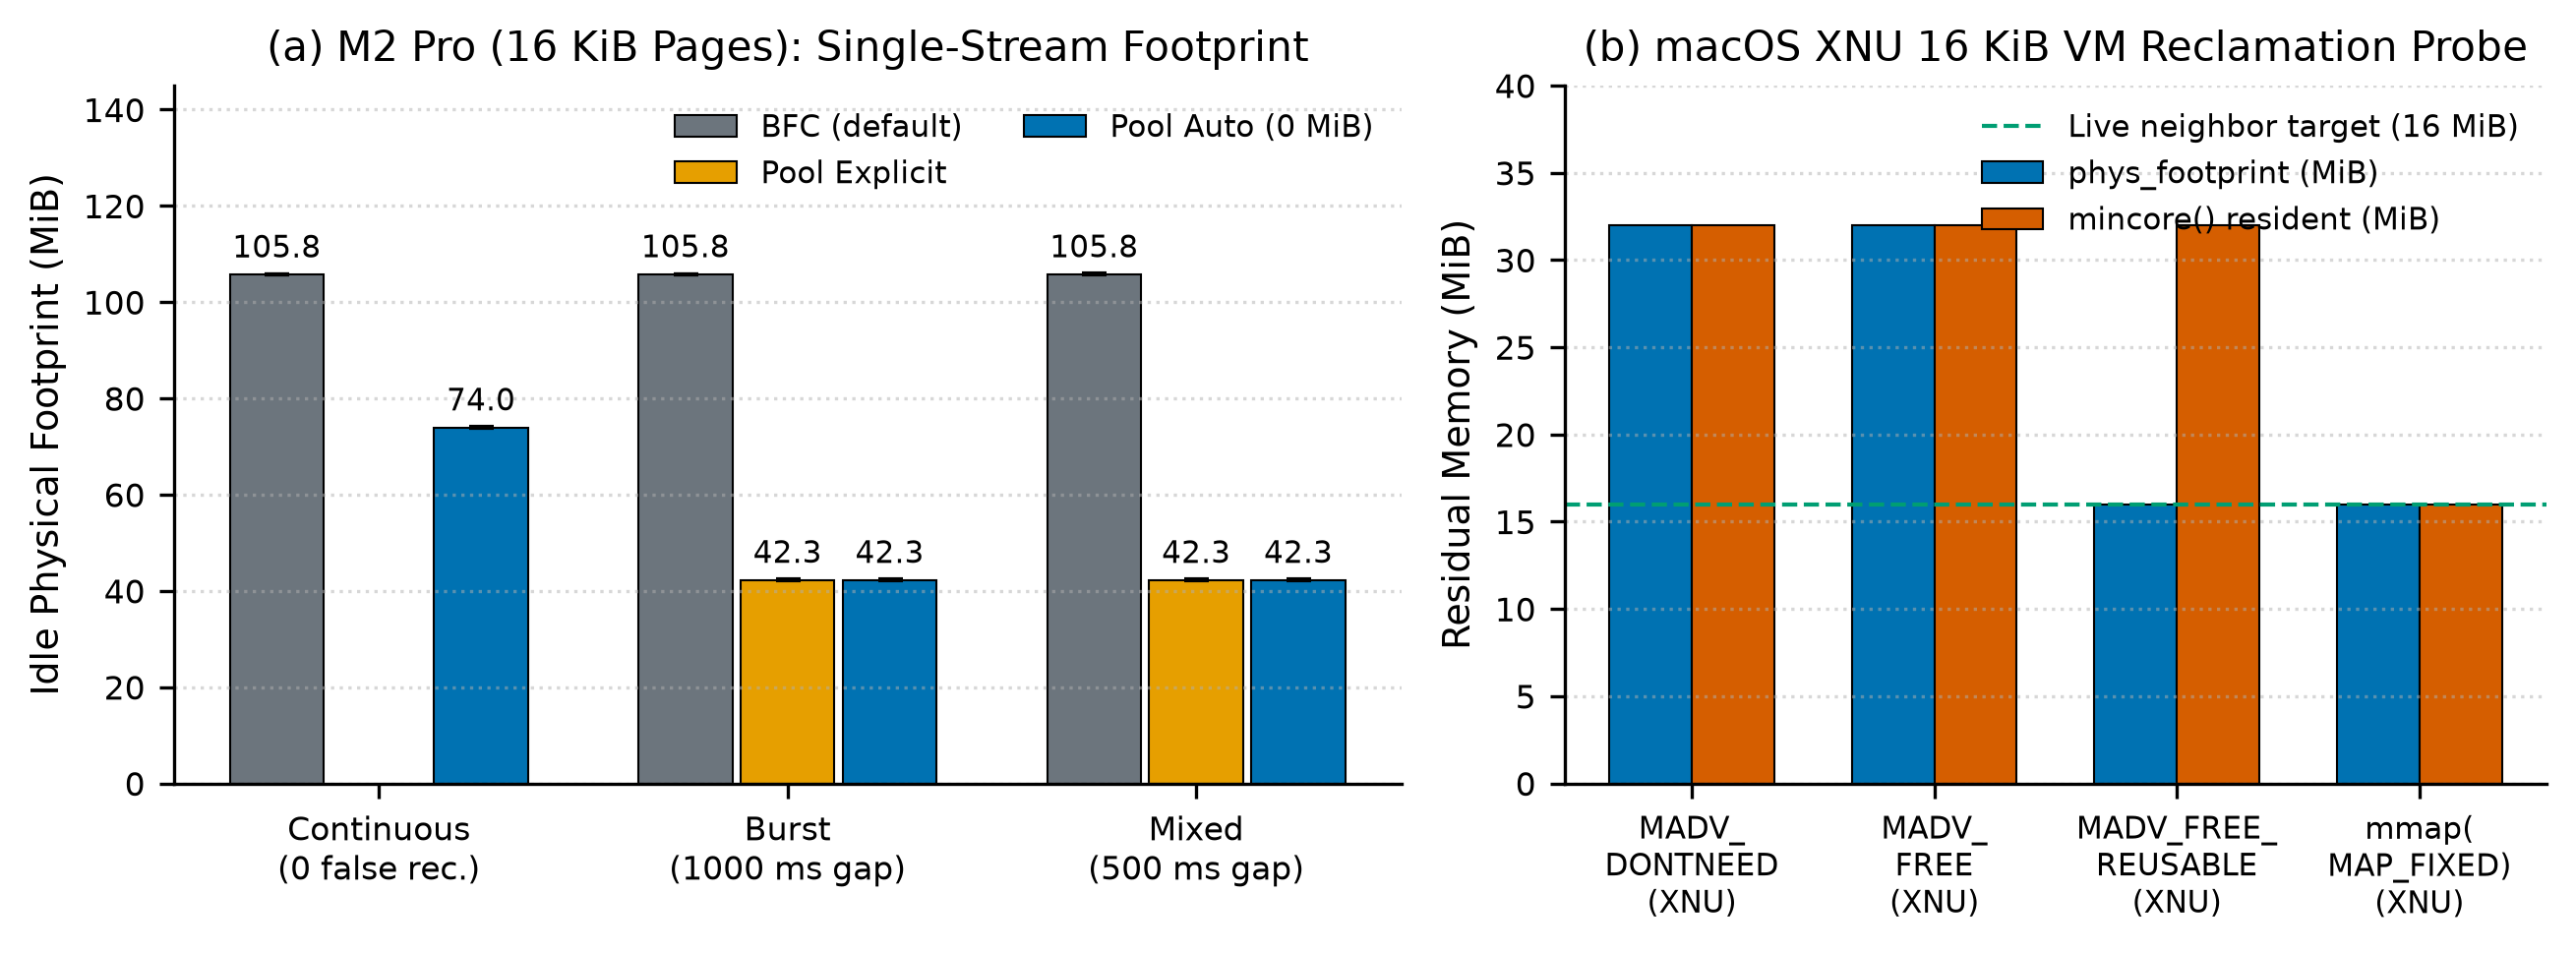 (a) M2 Pro (16 KiB Pages): Single-Stream Footprint
Idle Physical Footprint (MiB)
140
120
100
80
60
40
20
0
BFC (default)
Pool Explicit
Pool Auto (0 MiB)
105.8
74.0
105.8
42.3
42.3
105.8
42.3
42.3
Continuous
(0 false rec.)
Burst
(1000 ms gap)
Mixed
(500 ms gap)
(b) macOS XNU 16 KiB VM Reclamation Probe
Residual Memory (MiB)
40
35
30
25
20
15
10
5
0
Live neighbor target (16 MiB)
phys_footprint (MiB)
mincore() resident (MiB)
MADV_
DONTNEED
(XNU)
MADV_
FREE
(XNU)
MADV_FREE_
REUSABLE
(XNU)
mmap(
MAP_FIXED)
(XNU)